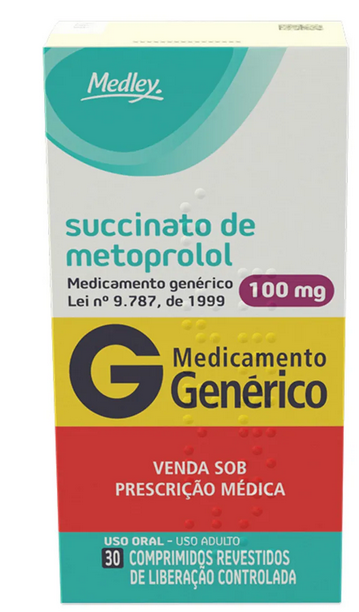 Medley.
succinato de
metoprolol
Medicamento genérico
Lei nº 9.787, de 1999
100 mg
G Medicamento
Genérico
VENDA SOB
PRESCRIÇÃO MÉDICA
USO ORAL - USO ADULTO
30 COMPRIMIDOS REVESTIDOS
DE LIBERAÇÃO CONTROLADA